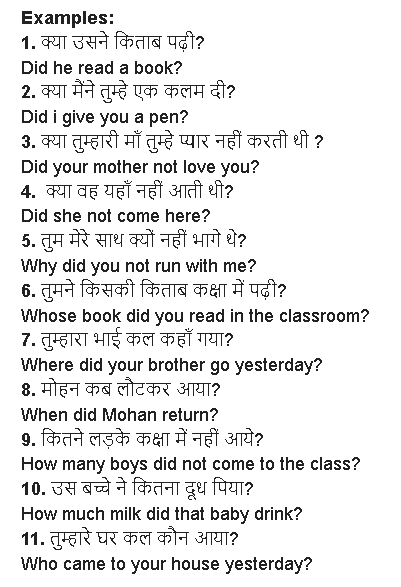 Examples:
1. क्या उसने किताब पढ़ी?
Did he read a book?
2. क्या मैंने तुम्हे एक कलम दी?
Did i give you a pen?
3. क्या तुम्हारी माँ तुम्हे प्यार नहीं करती थी ?
Did your mother not love you?
4. क्या वह यहाँ नहीं आती थी?
Did she not come here?
5. तुम मेरे साथ क्यों नहीं भागे थे?
Why did you not run with me?
6. तुमने किसकी किताब कक्षा में पढ़ी?
Whose book did you read in the classroom?
7. तुम्हारा भाई कल कहाँ गया?
Where did your brother go yesterday?
8. मोहन कब लौटकर आया?
When did Mohan return?
9. कितने लड़के कक्षा में नहीं आये?
How many boys did not come to the class?
10. उस बच्चे ने कितना दूध पिया?
How much milk did that baby drink?
11. तुम्हारे घर कल कौन आया?
Who came to your house yesterday?